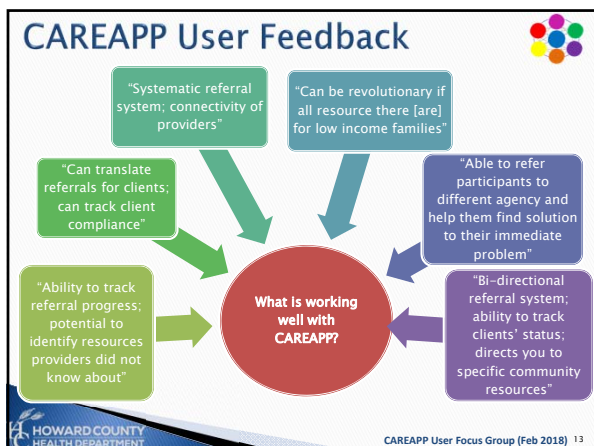 CAREAPP User Feedback
“Systematic referral
system; connectivity of
providers”
“Can be revolutionary if
all resource there [are]
for low income families”
“Can translate
referrals for clients;
can track client
compliance”
“Able to refer
participants to
different agency and
help them find solution
to their immediate
problem”
“Ability to track
referral progress;
potential to
identify resources
providers did not
know about”
What is working
well with
CAREAPP?
“Bi-directional
referral system;
ability to track
clients’ status;
directs you to
specific community
resources”
HOWARD COUNTY
HEALTH DEPARTMENT
CAREAPP User Focus Group (Feb 2018) 13